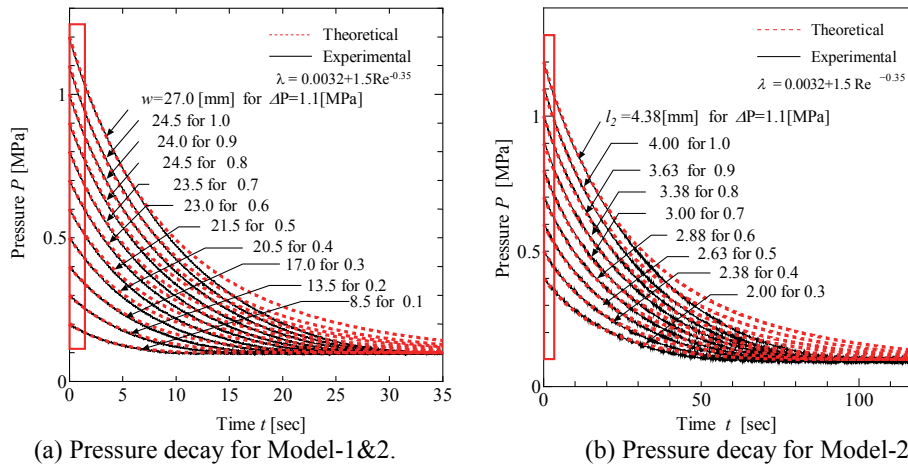 Theoretical
Experimental
λ = 0.0032+1.5Re^-0.35
w=27.0 [mm] for ΔP=1.1[MPa]
24.5 for 1.0
24.0 for 0.9
24.5 for 0.8
23.5 for 0.7
23.0 for 0.6
21.5 for 0.5
20.5 for 0.4
17.0 for 0.3
13.5 for 0.2
8.5 for 0.1
Pressure P [MPa]
1
0.5
0
0 5 10 15 20 25 30 35
Time t [sec]
(a) Pressure decay for Model-1&2.
Theoretical
Experimental
λ = 0.0032+1.5 Re^-0.35
l2 =4.38[mm] for ΔP=1.1[MPa]
4.00 for 1.0
3.63 for 0.9
3.38 for 0.8
3.00 for 0.7
2.88 for 0.6
2.63 for 0.5
2.38 for 0.4
2.00 for 0.3
Pressure P [MPa]
1
0.5
0
0 50 100
Time t [sec]
(b) Pressure decay for Model-2